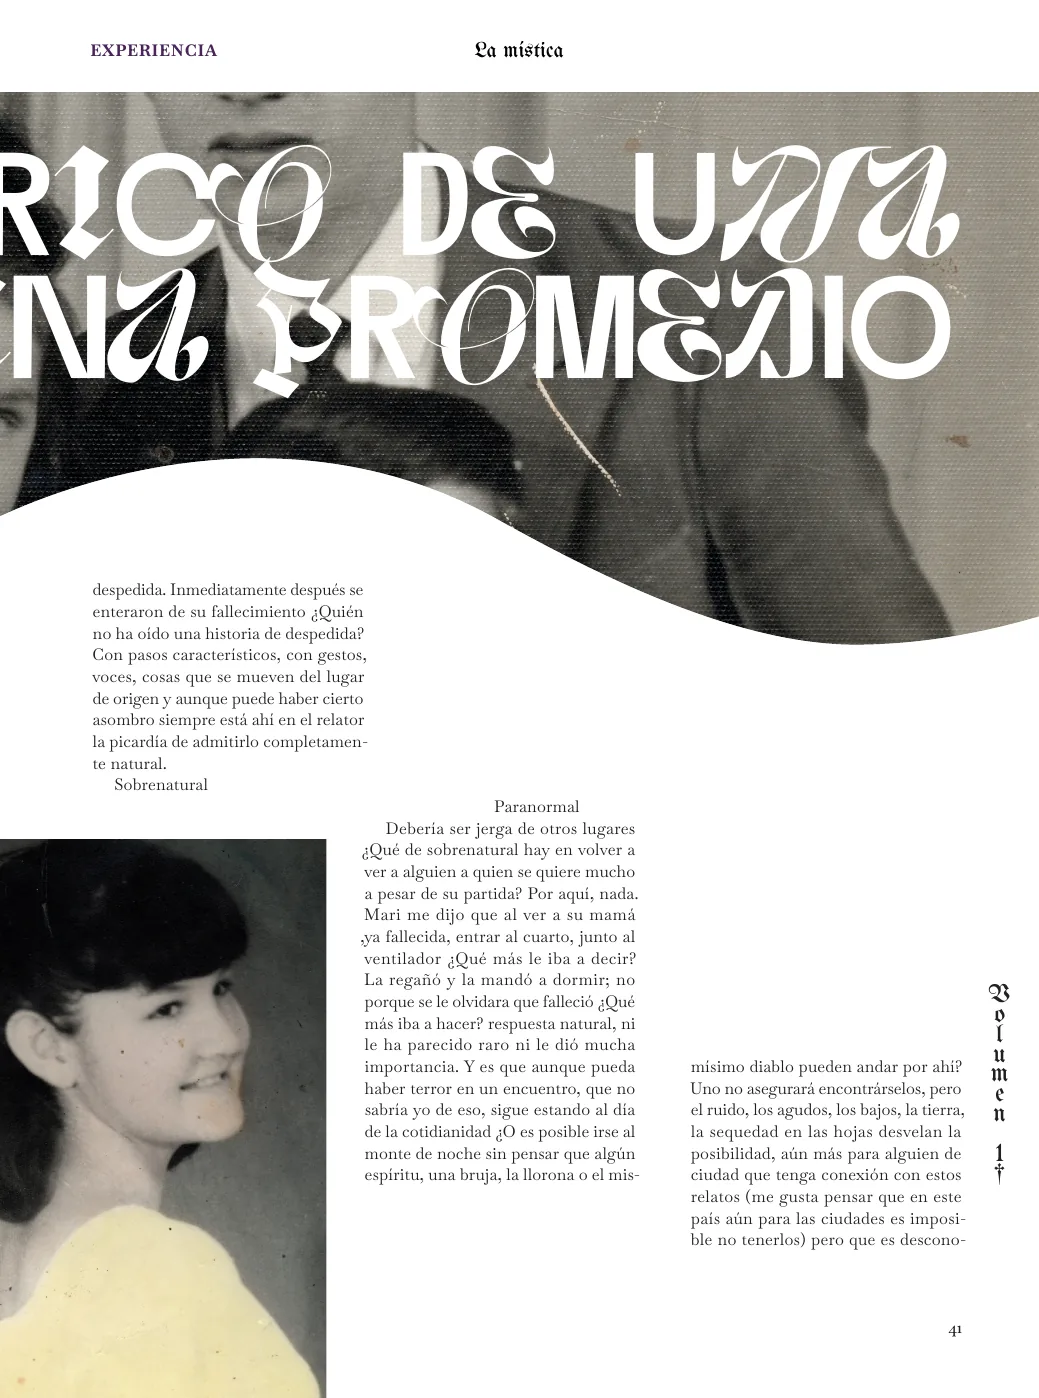 EXPERIENCIA
La mística
RICO DE UNA
ENA PROMEDIO
despedida. Inmediatamente después se
enteraron de su fallecimiento ¿Quién
no ha oído una historia de despedida?
Con pasos característicos, con gestos,
voces, cosas que se mueven del lugar
de origen y aunque puede haber cierto
asombro siempre está ahí en el relator
la picardía de admitirlo completamen-
te natural.
Sobrenatural
Paranormal
Debería ser jerga de otros lugares
¿Qué de sobrenatural hay en volver a
ver a alguien a quien se quiere mucho
a pesar de su partida? Por aquí, nada.
Mari me dijo que al ver a su mamá
,ya fallecida, entrar al cuarto, junto al
ventilador ¿Qué más le iba a decir?
La regañó y la mandó a dormir; no
porque se le olvidara que falleció ¿Qué
más iba a hacer? respuesta natural, ni
le ha parecido raro ni le dió mucha
importancia. Y es que aunque pueda
haber terror en un encuentro, que no
sabría yo de eso, sigue estando al día
de la cotidianidad ¿O es posible irse al
monte de noche sin pensar que algún
espíritu, una bruja, la llorona o el mis-
mísimo diablo pueden andar por ahí?
Uno no asegurará encontrárselos, pero
el ruido, los agudos, los bajos, la tierra,
la sequedad en las hojas desvelan la
posibilidad, aún más para alguien de
ciudad que tenga conexión con estos
relatos (me gusta pensar que en este
país aún para las ciudades es imposi-
ble no tenerlos) pero que es descono-
Volumen 1†
41